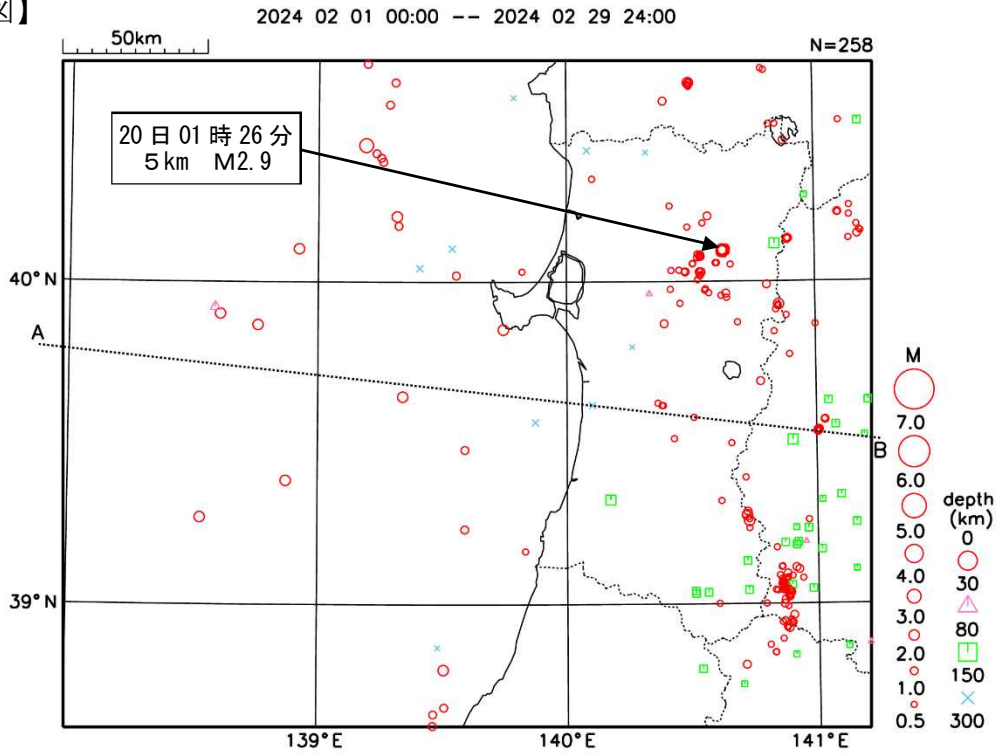 図】
2024 02 01 00:00 -- 2024 02 29 24:00
50km
N=258
20日01時26分
5km M2.9
40°N
A
B
39°N
139°E
140°E
141°E
M
7.0
6.0
5.0
4.0
3.0
2.0
1.0
0.5
depth
(km)
0
30
80
150
300